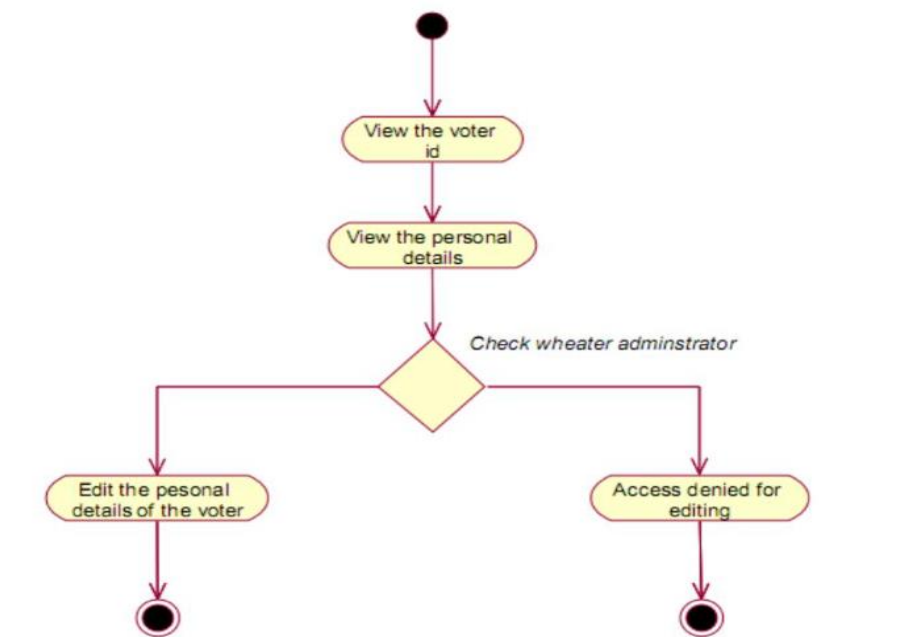 View the voter
id
View the personal
details
Check wheater adminstrator
Edit the pesonal
details of the voter
Access denied for
editing